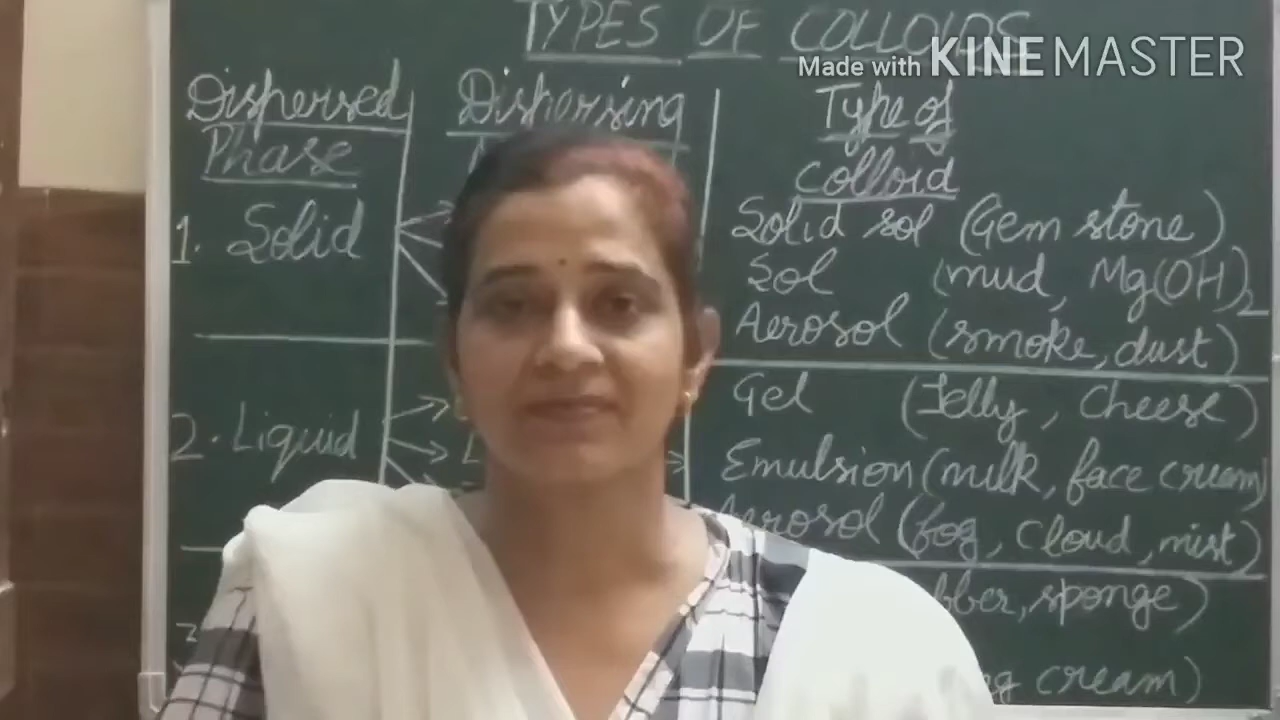 TYPES OF COLLOIDS
Made with KINEMASTER
Dispersed Dispersing Type of
Phase Colloid
1. Solid Solid sol (Gem stone)
Sol (mud, Mg(OH)2
Aerosol (smoke, dust)
2. Liquid Gel (Jelly, Cheese)
Emulsion (milk, face cream)
Aerosol (fog, cloud, mist)
sponge)
cream)